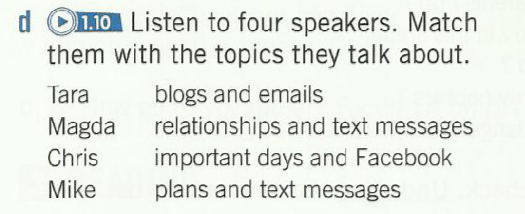 d 1.10 Listen to four speakers. Match
them with the topics they talk about.
Tara blogs and emails
Magda relationships and text messages
Chris important days and Facebook
Mike plans and text messages